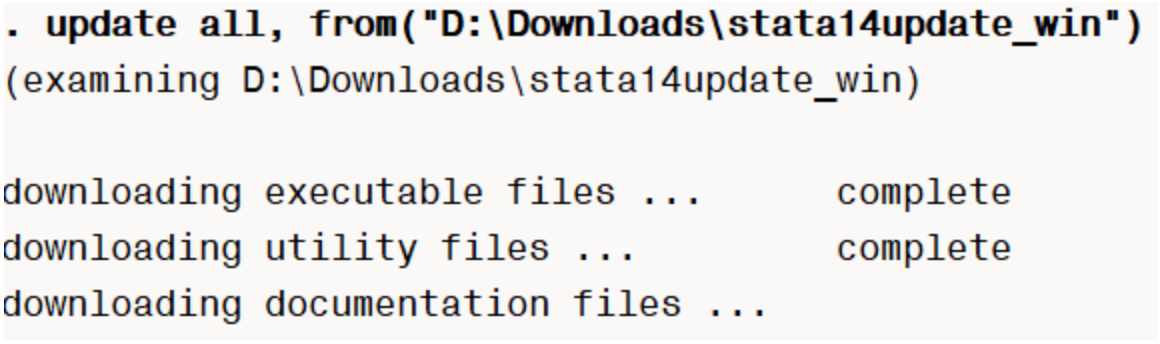 . update all, from("D:\Downloads\stata14update_win")
(examining D:\Downloads\stata14update_win)
downloading executable files ... complete
downloading utility files ... complete
downloading documentation files ...